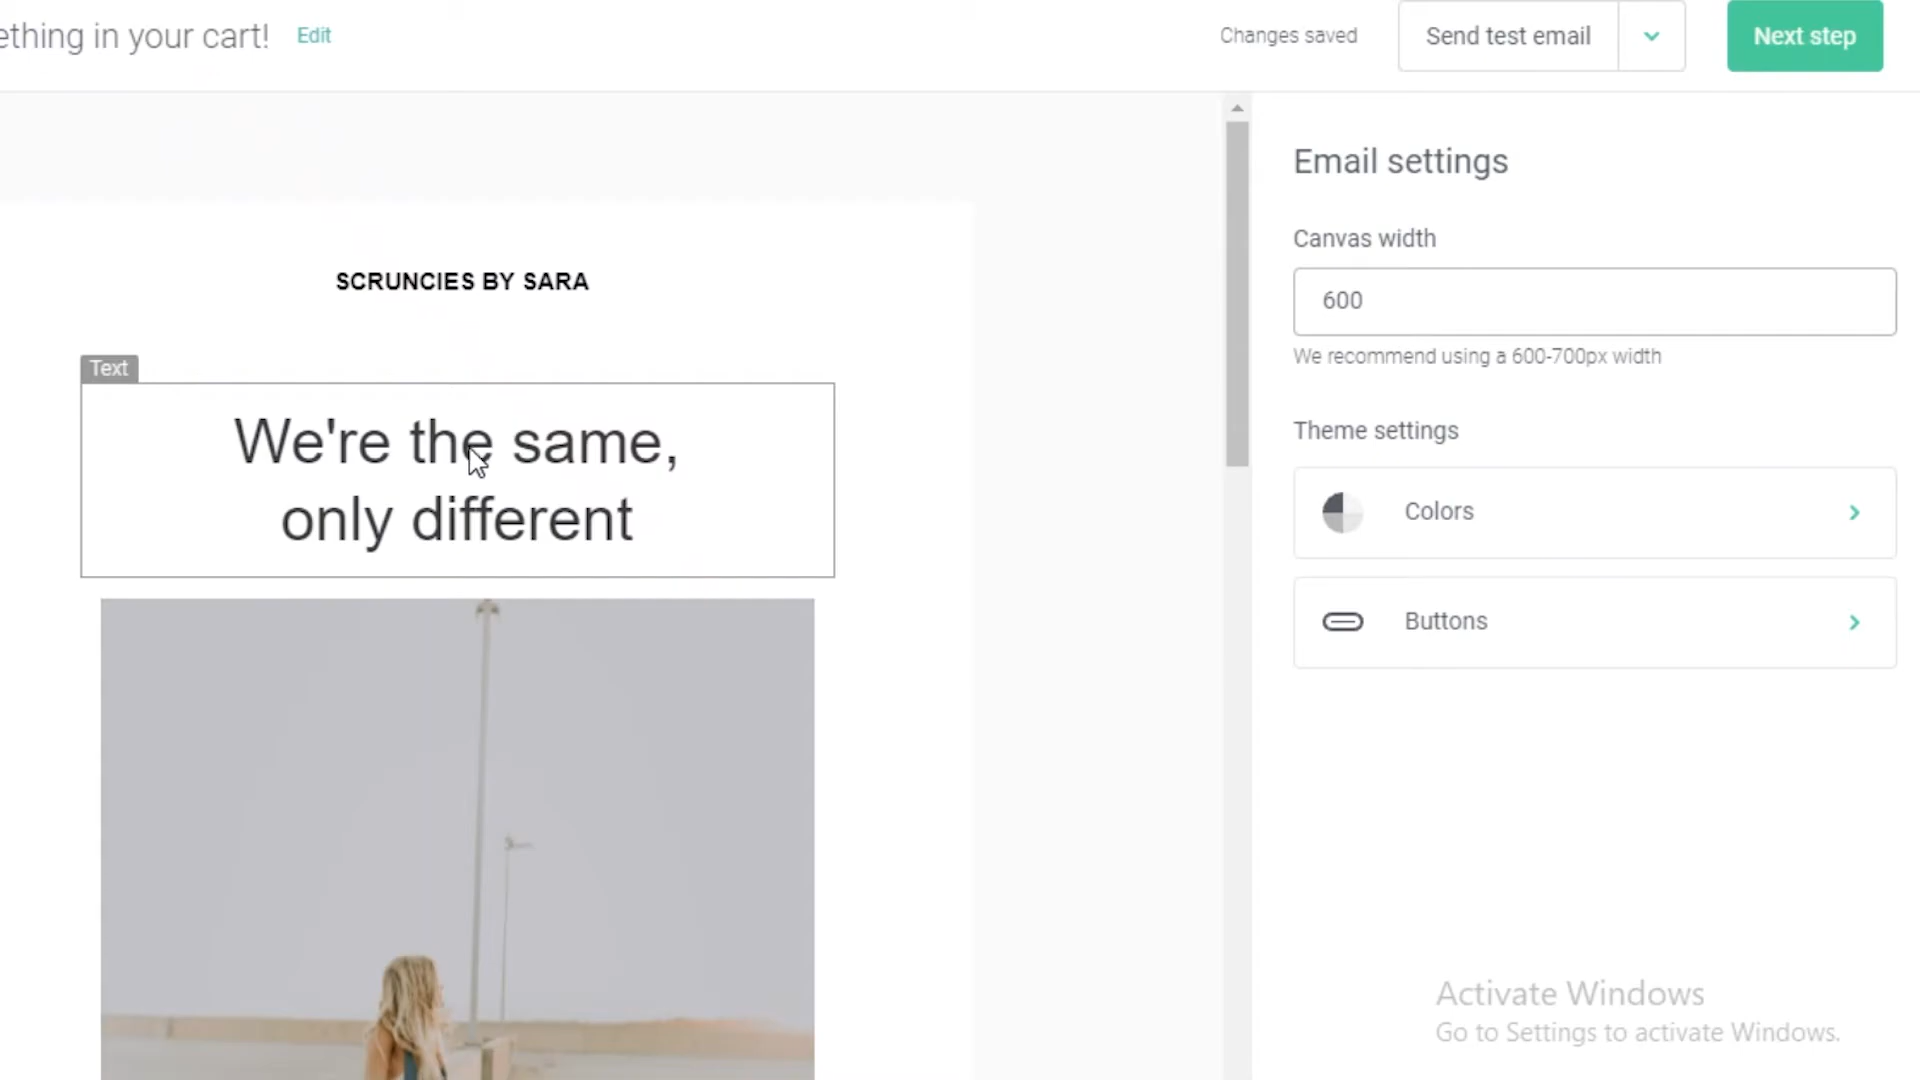 ething in your cart! Edit
Changes saved
Send test email
Next step
Email settings
Canvas width
600
We recommend using a 600-700px width
Theme settings
Colors
Buttons
SCRUNCIES BY SARA
Text
We're the same,
only different
Activate Windows
Go to Settings to activate Windows.